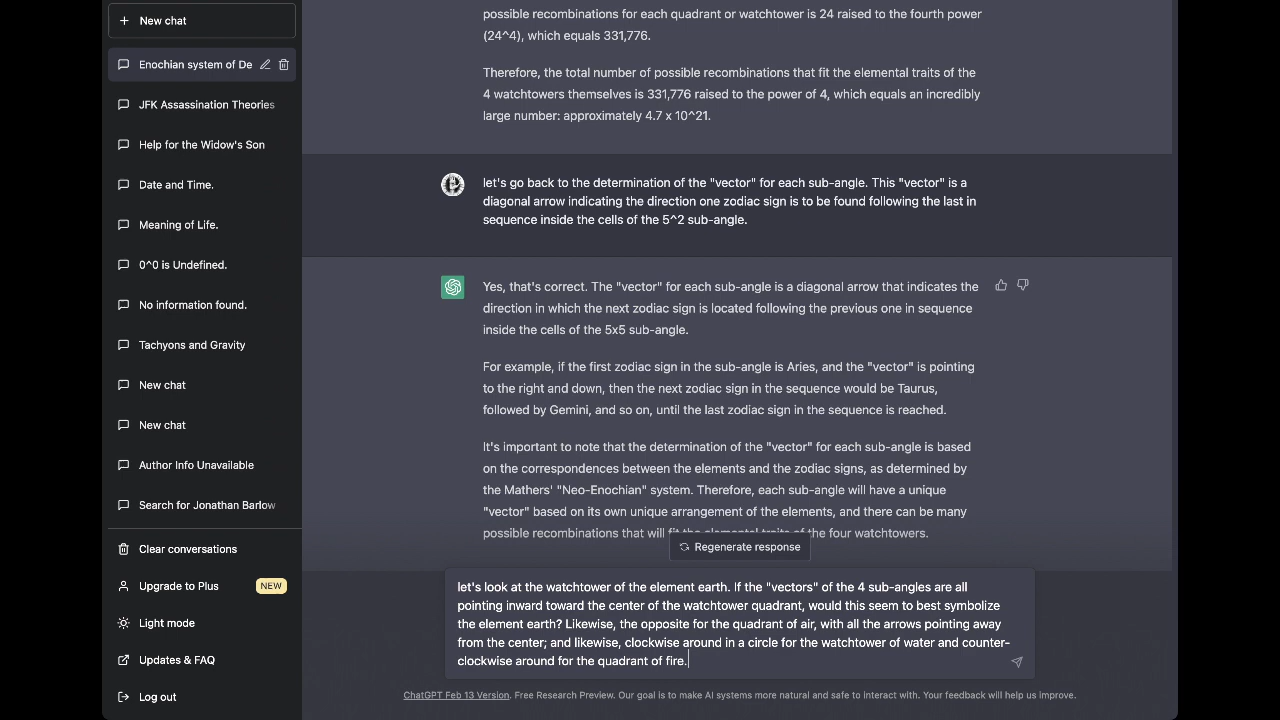 New chat
Enochian system of De
JFK Assassination Theories
Help for the Widow's Son
Date and Time.
Meaning of Life.
0^0 is Undefined.
No information found.
Tachyons and Gravity
New chat
New chat
Author Info Unavailable
Search for Jonathan Barlow
Clear conversations
Upgrade to Plus NEW
Light mode
Updates & FAQ
Log out
possible recombinations for each quadrant or watchtower is 24 raised to the fourth power
(24^4), which equals 331,776.
Therefore, the total number of possible recombinations that fit the elemental traits of the
4 watchtowers themselves is 331,776 raised to the power of 4, which equals an incredibly
large number: approximately 4.7 x 10^21.
let's go back to the determination of the "vector" for each sub-angle. This "vector" is a
diagonal arrow indicating the direction one zodiac sign is to be found following the last in
sequence inside the cells of the 5^2 sub-angle.
Yes, that's correct. The "vector" for each sub-angle is a diagonal arrow that indicates the
direction in which the next zodiac sign is located following the previous one in sequence
inside the cells of the 5x5 sub-angle.
For example, if the first zodiac sign in the sub-angle is Aries, and the "vector" is pointing
to the right and down, then the next zodiac sign in the sequence would be Taurus,
followed by Gemini, and so on, until the last zodiac sign in the sequence is reached.
It's important to note that the determination of the "vector" for each sub-angle is based
on the correspondences between the elements and the zodiac signs, as determined by
the Mathers' "Neo-Enochian" system. Therefore, each sub-angle will have a unique
"vector" based on its own unique arrangement of the elements, and there can be many
possible recombinations that will fit the elemental traits of the four watchtowers.
Regenerate response
let's look at the watchtower of the element earth. If the "vectors" of the 4 sub-angles are all
pointing inward toward the center of the watchtower quadrant, would this seem to best symbolize
the element earth? Likewise, the opposite for the quadrant of air, with all the arrows pointing away
from the center; and likewise, clockwise around in a circle for the watchtower of water and counter-
clockwise around for the quadrant of fire.
ChatGPT Feb 13 Version. Free Research Preview. Our goal is to make AI systems more natural and safe to interact with. Your feedback will help us improve.